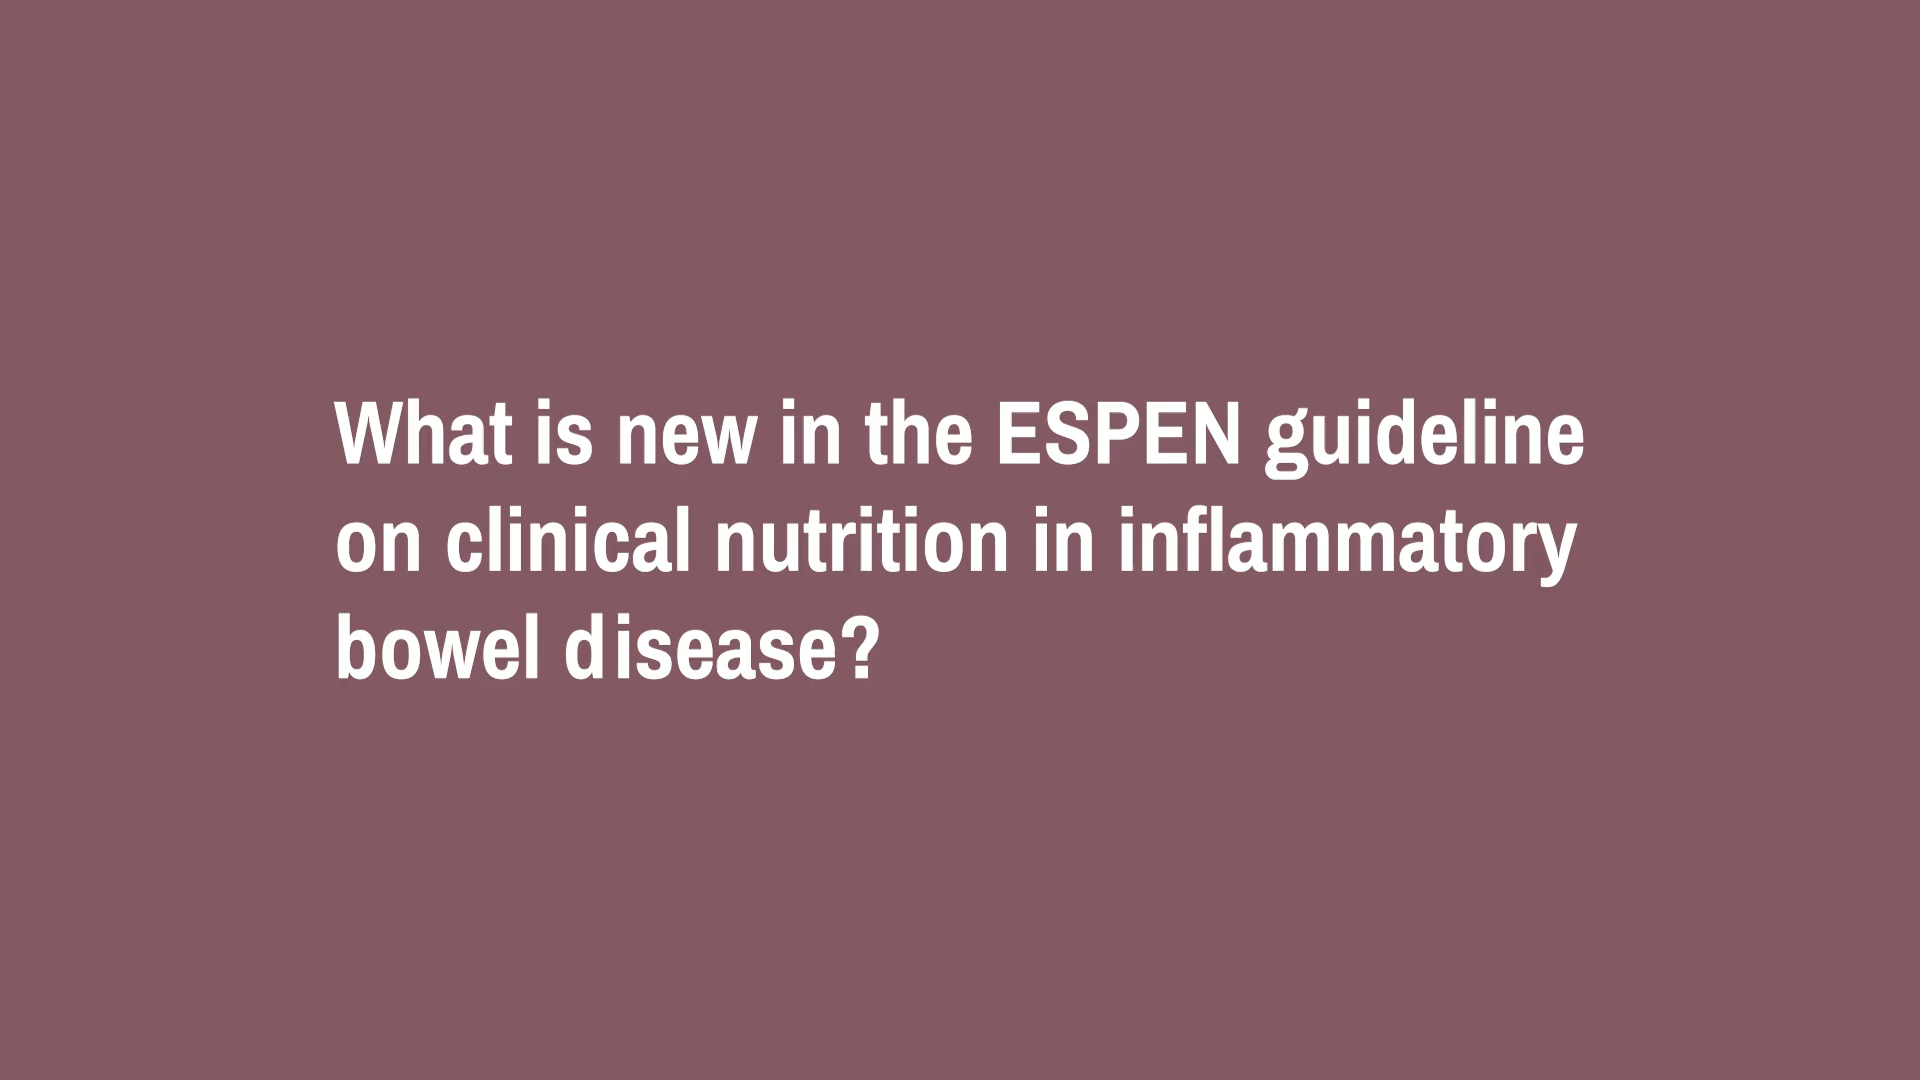 What is new in the ESPEN guideline
on clinical nutrition in inflammatory
bowel disease?